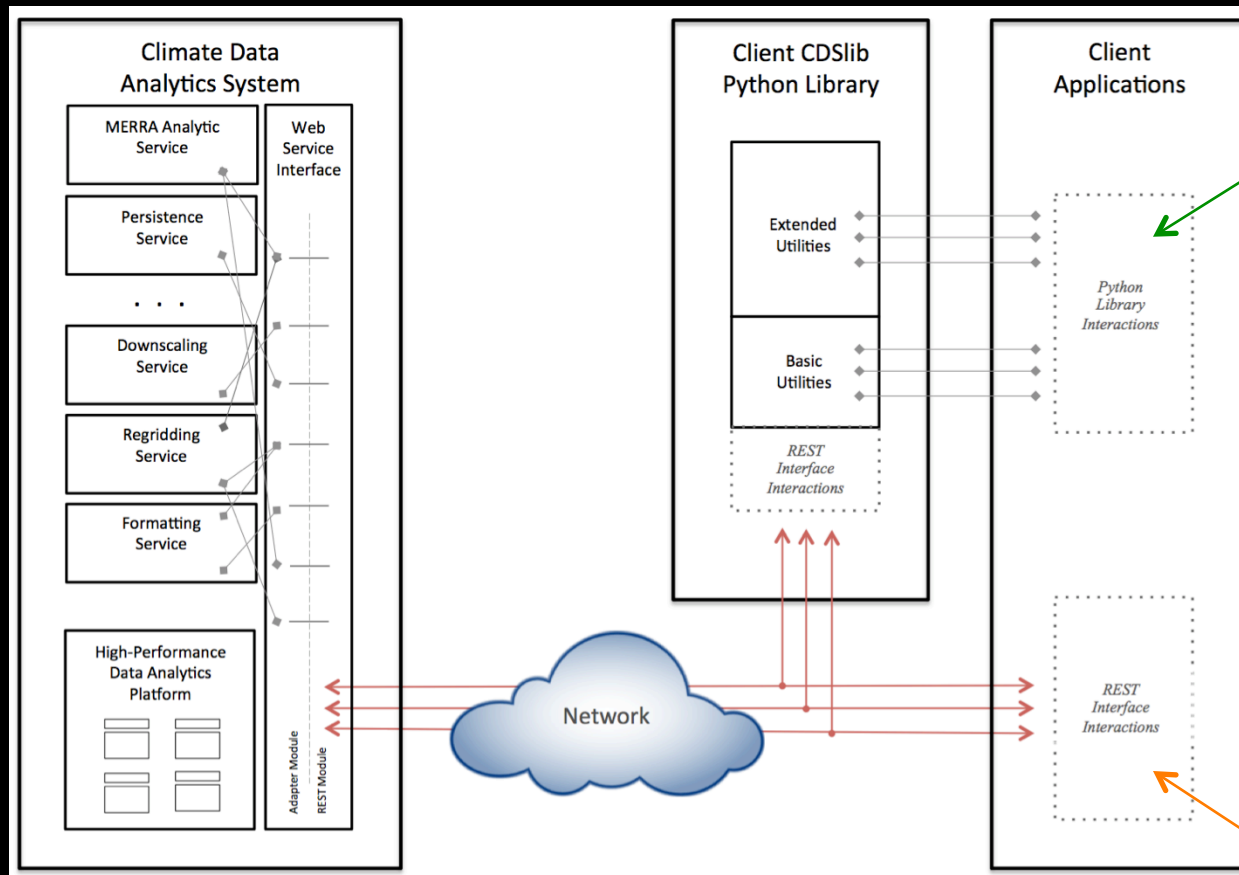 Climate Data
Analytics System
MERRA Analytic
Service
Persistence
Service
. . .
Downscaling
Service
Regridding
Service
Formatting
Service
High-Performance
Data Analytics
Platform
Web
Service
Interface
Adapter Module
REST Module
Network
Client CDSlib
Python Library
Extended
Utilities
Basic
Utilities
REST
Interface
Interactions
Client
Applications
Python
Library
Interactions
REST
Interface
Interactions